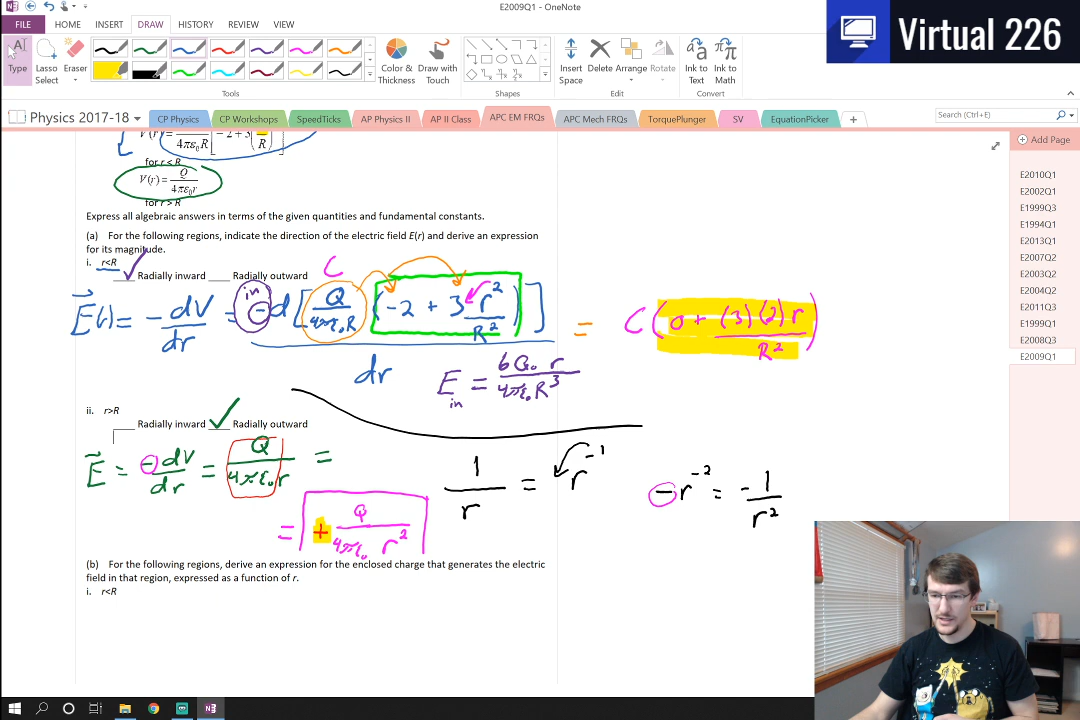 E2009Q1 - OneNote
FILE HOME INSERT DRAW HISTORY REVIEW VIEW
Virtual 226
Type
Lasso Select
Eraser
Color & Thickness
Draw with Touch
Insert Space
Delete
Arrange
Rotate
Ink to Text
Ink to Math
Tools
Shapes
Edit
Convert
Physics 2017-18
CP Physics CP Workshops SpeedTicks AP Physics II AP II Class APC EM FRQs APC Mech FRQs TorquePlunger SV EquationPicker
Search (Ctrl+E)
Add Page
E2010Q1
E2002Q1
E1999Q3
E1994Q1
E2013Q1
E2007Q2
E2003Q2
E2004Q2
E2011Q3
E1999Q1
E2008Q3
E2009Q1
V(r) = 4πε₀R [ −2 + 3( R ) ]
for r < R
V(r) = Q / 4πε₀r
for r > R
Express all algebraic answers in terms of the given quantities and fundamental constants.
(a) For the following regions, indicate the direction of the electric field E(r) and derive an expression
for its magnitude.
i. r<R
✓ Radially inward ____ Radially outward
in C
E(r) = −dV/dr = −d[ Q/4πε₀R (−2 + 3 r²/R²) ] / dr = C(0 + (3)(2)r / R²)
E in = 6Q r / 4πε₀R³
ii. r>R
____ Radially inward ✓ Radially outward
E = −dV/dr = Q / 4πε₀r =
1/r = r⁻¹
−r⁻² = −1/r²
= + Q / 4πε₀ r²
(b) For the following regions, derive an expression for the enclosed charge that generates the electric
field in that region, expressed as a function of r.
i. r<R